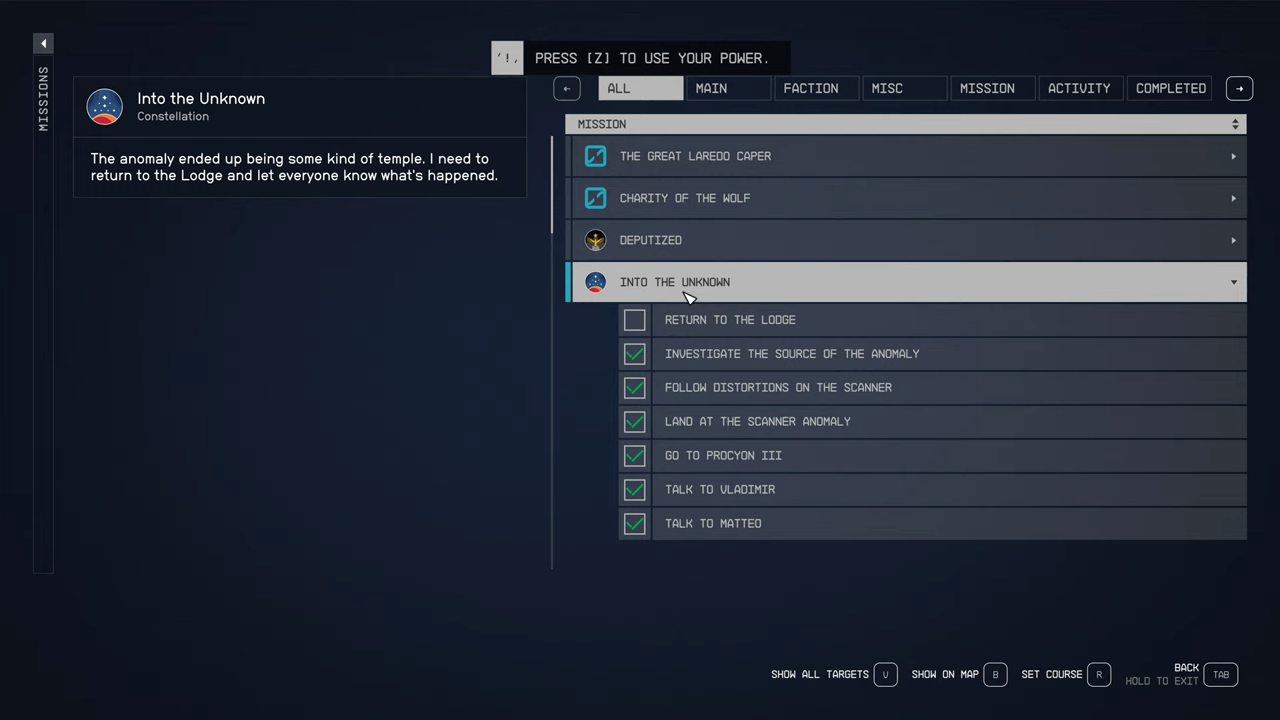 PRESS [Z] TO USE YOUR POWER.
MISSIONS
Into the Unknown
Constellation
The anomaly ended up being some kind of temple. I need to
return to the Lodge and let everyone know what's happened.
ALL
MAIN
FACTION
MISC
MISSION
ACTIVITY
COMPLETED
MISSION
THE GREAT LAREDO CAPER
CHARITY OF THE WOLF
DEPUTIZED
INTO THE UNKNOWN
RETURN TO THE LODGE
INVESTIGATE THE SOURCE OF THE ANOMALY
FOLLOW DISTORTIONS ON THE SCANNER
LAND AT THE SCANNER ANOMALY
GO TO PROCYON III
TALK TO VLADIMIR
TALK TO MATTEO
SHOW ALL TARGETS V
SHOW ON MAP B
SET COURSE R
BACK
HOLD TO EXIT
TAB